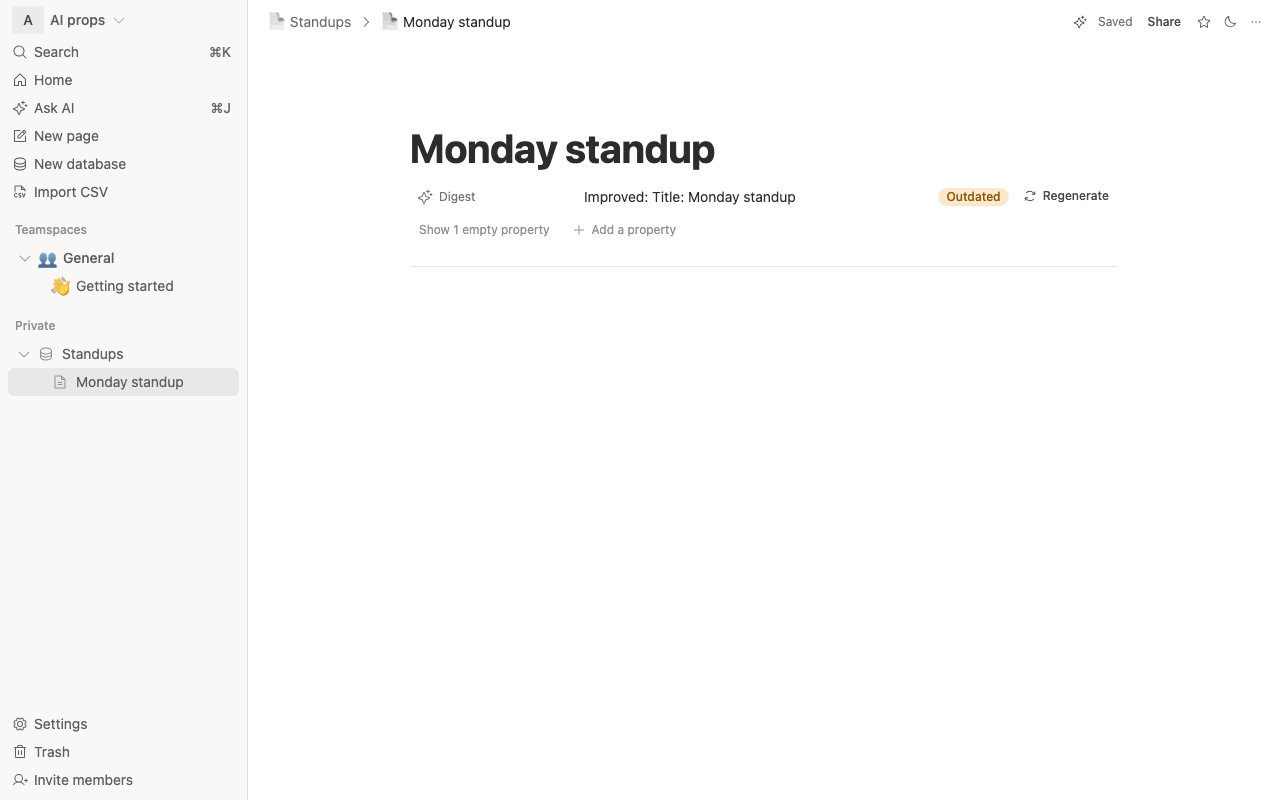 A AI props
Search ⌘K
Home
Ask AI ⌘J
New page
New database
CSV Import CSV
Teamspaces
General
Getting started
Private
Standups
Monday standup
Settings
Trash
Invite members
Standups Monday standup
Saved Share
Monday standup
Digest Improved: Title: Monday standup Outdated Regenerate
Show 1 empty property Add a property